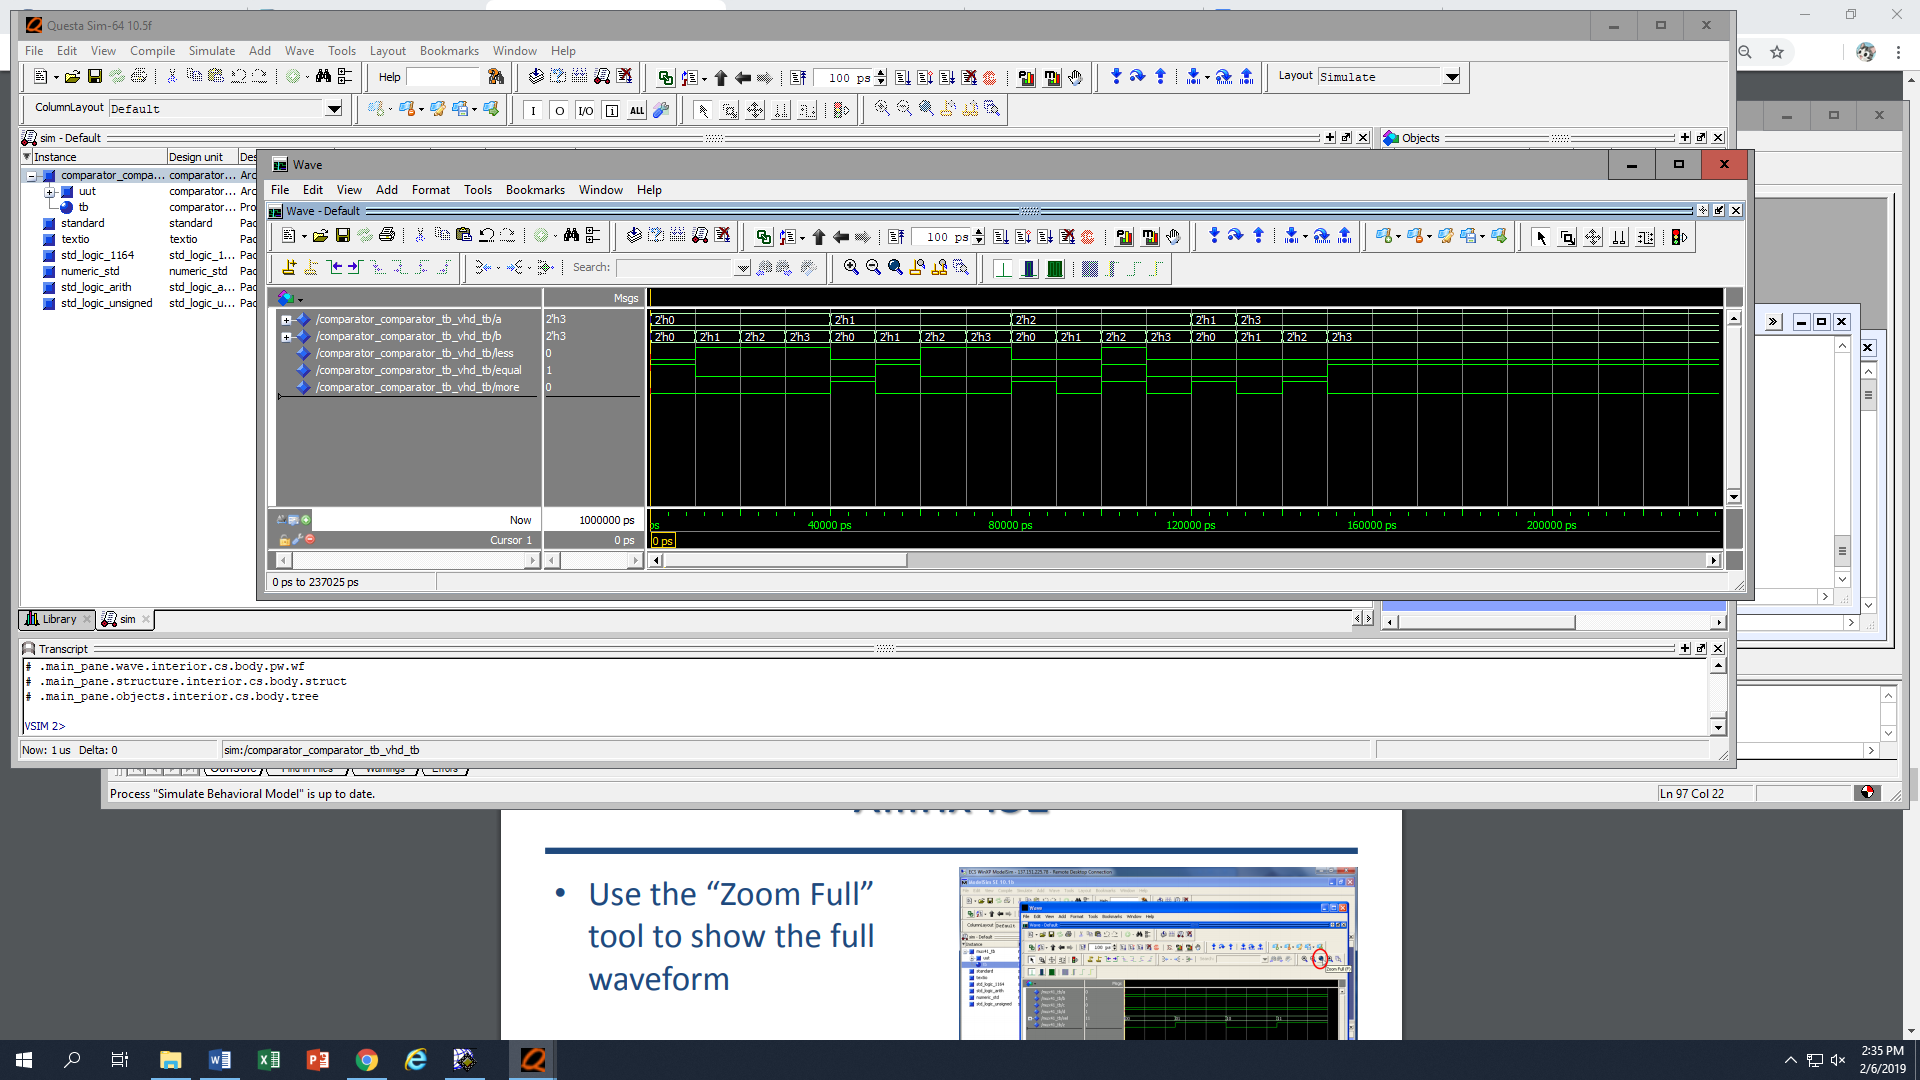 Questa Sim-64 10.5f
File Edit View Compile Simulate Add Wave Tools Layout Bookmarks Window Help
Help 100 ps Layout Simulate
ColumnLayout Default I O I/O ALL
sim - Default Objects
Instance Design unit Des
comparator_compa... comparator... Arc
uut comparator... Arc
tb comparator... Pro
standard standard Pac
textio textio Pac
std_logic_1164 std_logic_1... Pac
numeric_std numeric_std Pac
std_logic_arith std_logic_a... Pac
std_logic_unsigned std_logic_u... Pac
Wave
File Edit View Add Format Tools Bookmarks Window Help
Wave - Default
100 ps
Search:
Msgs
/comparator_comparator_tb_vhd_tb/a 2'h3 2'h0 2'h1 2'h2 2'h1 2'h3
/comparator_comparator_tb_vhd_tb/b 2'h3 2'h0 2'h1 2'h2 2'h3 2'h0 2'h1 2'h2 2'h3 2'h0 2'h1 2'h2 2'h3 2'h0 2'h1 2'h2 2'h3
/comparator_comparator_tb_vhd_tb/less 0
/comparator_comparator_tb_vhd_tb/equal 1
/comparator_comparator_tb_vhd_tb/more 0
Now 1000000 ps ps 40000 ps 80000 ps 120000 ps 160000 ps 200000 ps
Cursor 1 0 ps 0 ps
0 ps to 237025 ps
Library sim
Transcript
# .main_pane.wave.interior.cs.body.pw.wf
# .main_pane.structure.interior.cs.body.struct
# .main_pane.objects.interior.cs.body.tree
VSIM 2>
Now: 1 us Delta: 0 sim:/comparator_comparator_tb_vhd_tb
Console Find in Files Warnings Errors
Process "Simulate Behavioral Model" is up to date. Ln 97 Col 22
• Use the “Zoom Full”
tool to show the full
waveform
2:35 PM
2/6/2019